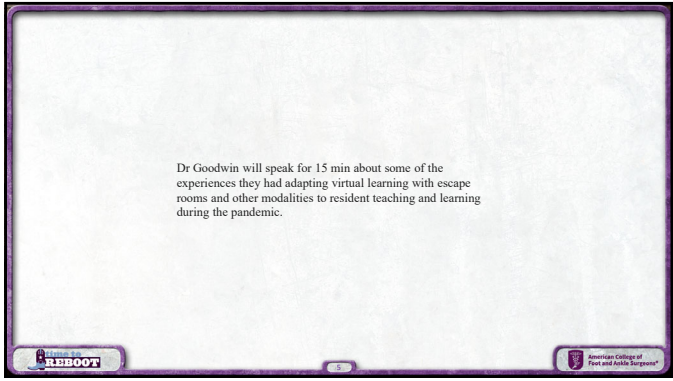 Dr Goodwin will speak for 15 min about some of the
experiences they had adapting virtual learning with escape
rooms and other modalities to resident teaching and learning
during the pandemic.
time to
REBOOT
5
American College of
Foot and Ankle Surgeons®